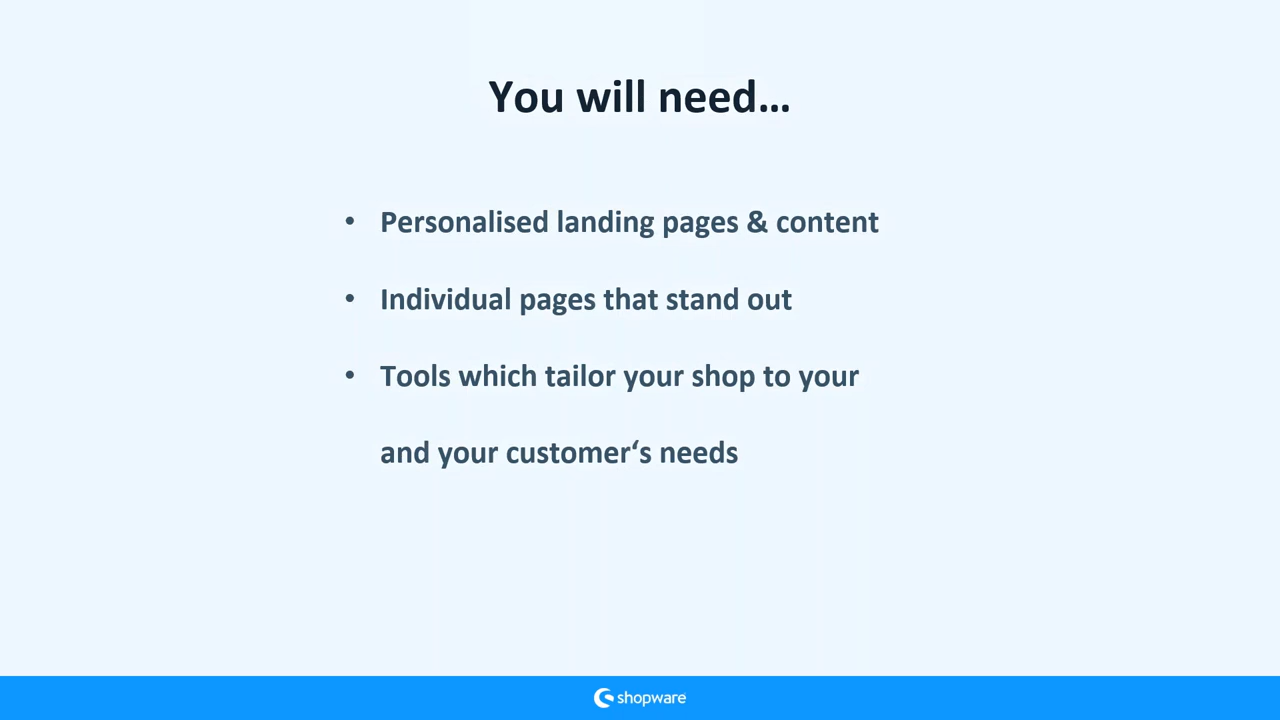 You will need…
• Personalised landing pages & content
• Individual pages that stand out
• Tools which tailor your shop to your
and your customer‘s needs
shopware